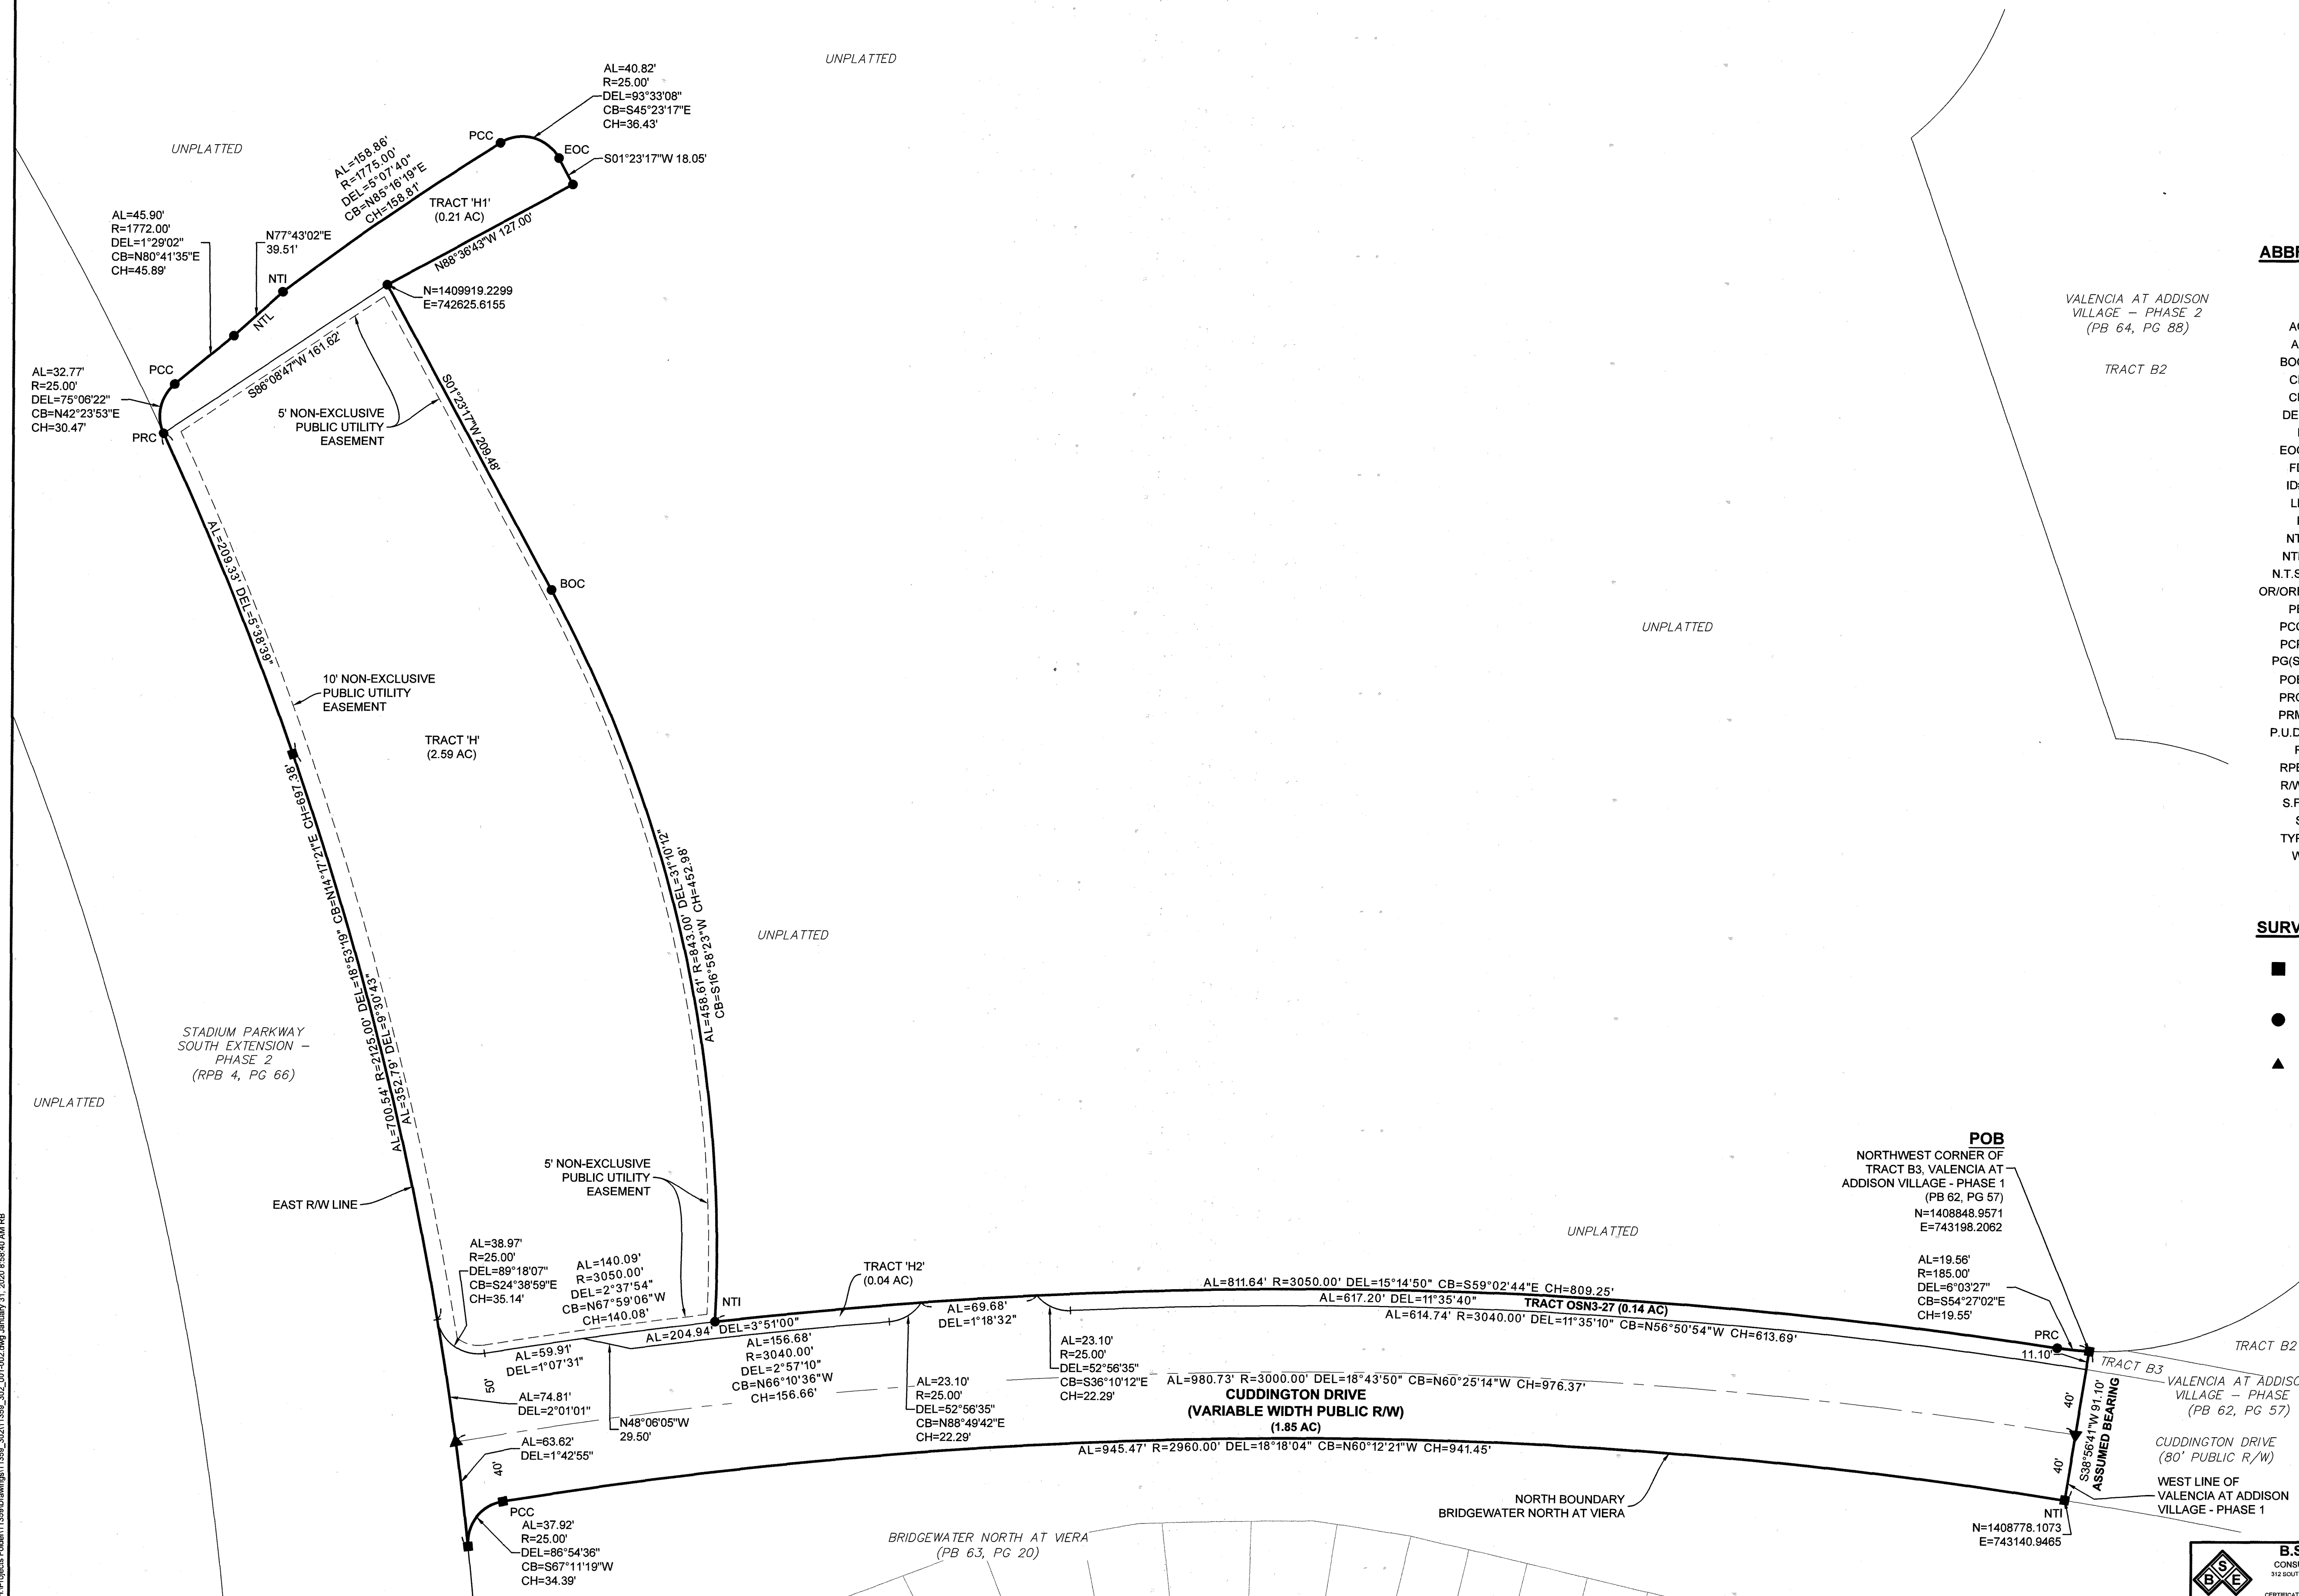 UNPLATTED
AL=40.82'
R=25.00'
DEL=93°33'08"
CB=S45°23'17"E
CH=36.43'
PCC
EOC
S01°23'17"W 18.05'
UNPLATTED
AL=158.86'
R=1775.00'
DEL=5°07'40"
CB=N85°16'19"E
CH=158.81'
TRACT 'H1'
(0.21 AC)
N88°36'43"W 127.00'
AL=45.90'
R=1772.00'
DEL=1°29'02"
CB=N80°41'35"E
CH=45.89'
N77°43'02"E
39.51'
NTI
NTL
N=1409919.2299
E=742625.6155
AL=32.77'
R=25.00'
DEL=75°06'22"
CB=N42°23'53"E
CH=30.47'
PCC
PRC
S86°08'47"W 161.62'
5' NON-EXCLUSIVE
PUBLIC UTILITY
EASEMENT
S01°23'17"W 209.48'
BOC
AL=209.33' DEL=5°38'39"
10' NON-EXCLUSIVE
PUBLIC UTILITY
EASEMENT
TRACT 'H'
(2.59 AC)
AL=700.54' R=2125.00' DEL=18°53'19" CB=N14°17'21"E CH=697.38'
AL=352.79' DEL=9°30'43"
AL=458.61' R=843.00' DEL=31°10'12"
CB=S16°58'23"W CH=452.98'
UNPLATTED
UNPLATTED
VALENCIA AT ADDISON
VILLAGE – PHASE 2
(PB 64, PG 88)
TRACT B2
STADIUM PARKWAY
SOUTH EXTENSION –
PHASE 2
(RPB 4, PG 66)
UNPLATTED
EAST R/W LINE
5' NON-EXCLUSIVE
PUBLIC UTILITY
EASEMENT
AL=38.97'
R=25.00'
DEL=89°18'07"
CB=S24°38'59"E
CH=35.14'
AL=140.09'
R=3050.00'
DEL=2°37'54"
CB=N67°59'06"W
CH=140.08'
NTI
TRACT 'H2'
(0.04 AC)
AL=204.94' DEL=3°51'00"
AL=59.91'
DEL=1°07'31"
50'
AL=74.81'
DEL=2°01'01"
AL=63.62'
DEL=1°42'55"
40'
N48°06'05"W
29.50'
AL=156.68'
R=3040.00'
DEL=2°57'10"
CB=N66°10'36"W
CH=156.66'
AL=69.68'
DEL=1°18'32"
AL=23.10'
R=25.00'
DEL=52°56'35"
CB=N88°49'42"E
CH=22.29'
AL=23.10'
R=25.00'
DEL=52°56'35"
CB=S36°10'12"E
CH=22.29'
UNPLATTED
AL=811.64' R=3050.00' DEL=15°14'50" CB=S59°02'44"E CH=809.25'
AL=617.20' DEL=11°35'40"
TRACT OSN3-27 (0.14 AC)
AL=614.74' R=3040.00' DEL=11°35'10" CB=N56°50'54"W CH=613.69'
AL=980.73' R=3000.00' DEL=18°43'50" CB=N60°25'14"W CH=976.37'
CUDDINGTON DRIVE
(VARIABLE WIDTH PUBLIC R/W)
(1.85 AC)
AL=945.47' R=2960.00' DEL=18°18'04" CB=N60°12'21"W CH=941.45'
PCC
AL=37.92'
R=25.00'
DEL=86°54'36"
CB=S67°11'19"W
CH=34.39'
BRIDGEWATER NORTH AT VIERA
(PB 63, PG 20)
NORTH BOUNDARY
BRIDGEWATER NORTH AT VIERA
POB
NORTHWEST CORNER OF
TRACT B3, VALENCIA AT
ADDISON VILLAGE - PHASE 1
(PB 62, PG 57)
N=1408848.9571
E=743198.2062
AL=19.56'
R=185.00'
DEL=6°03'27"
CB=S54°27'02"E
CH=19.55'
PRC
11.10'
40'
40'
S38°56'41"W 91.10'
ASSUMED BEARING
TRACT B2
TRACT B3
VALENCIA AT ADDISO
VILLAGE – PHASE
(PB 62, PG 57)
CUDDINGTON DRIVE
(80' PUBLIC R/W)
WEST LINE OF
VALENCIA AT ADDISON
VILLAGE - PHASE 1
NTI
N=1408778.1073
E=743140.9465
ABBR
BOC
EOC
N.T.S
OR/OR
PCC
PG(S
POB
PRC
PRM
P.U.D
R/W
SURV
B.S
S
B E
CONSU
312 SOUT